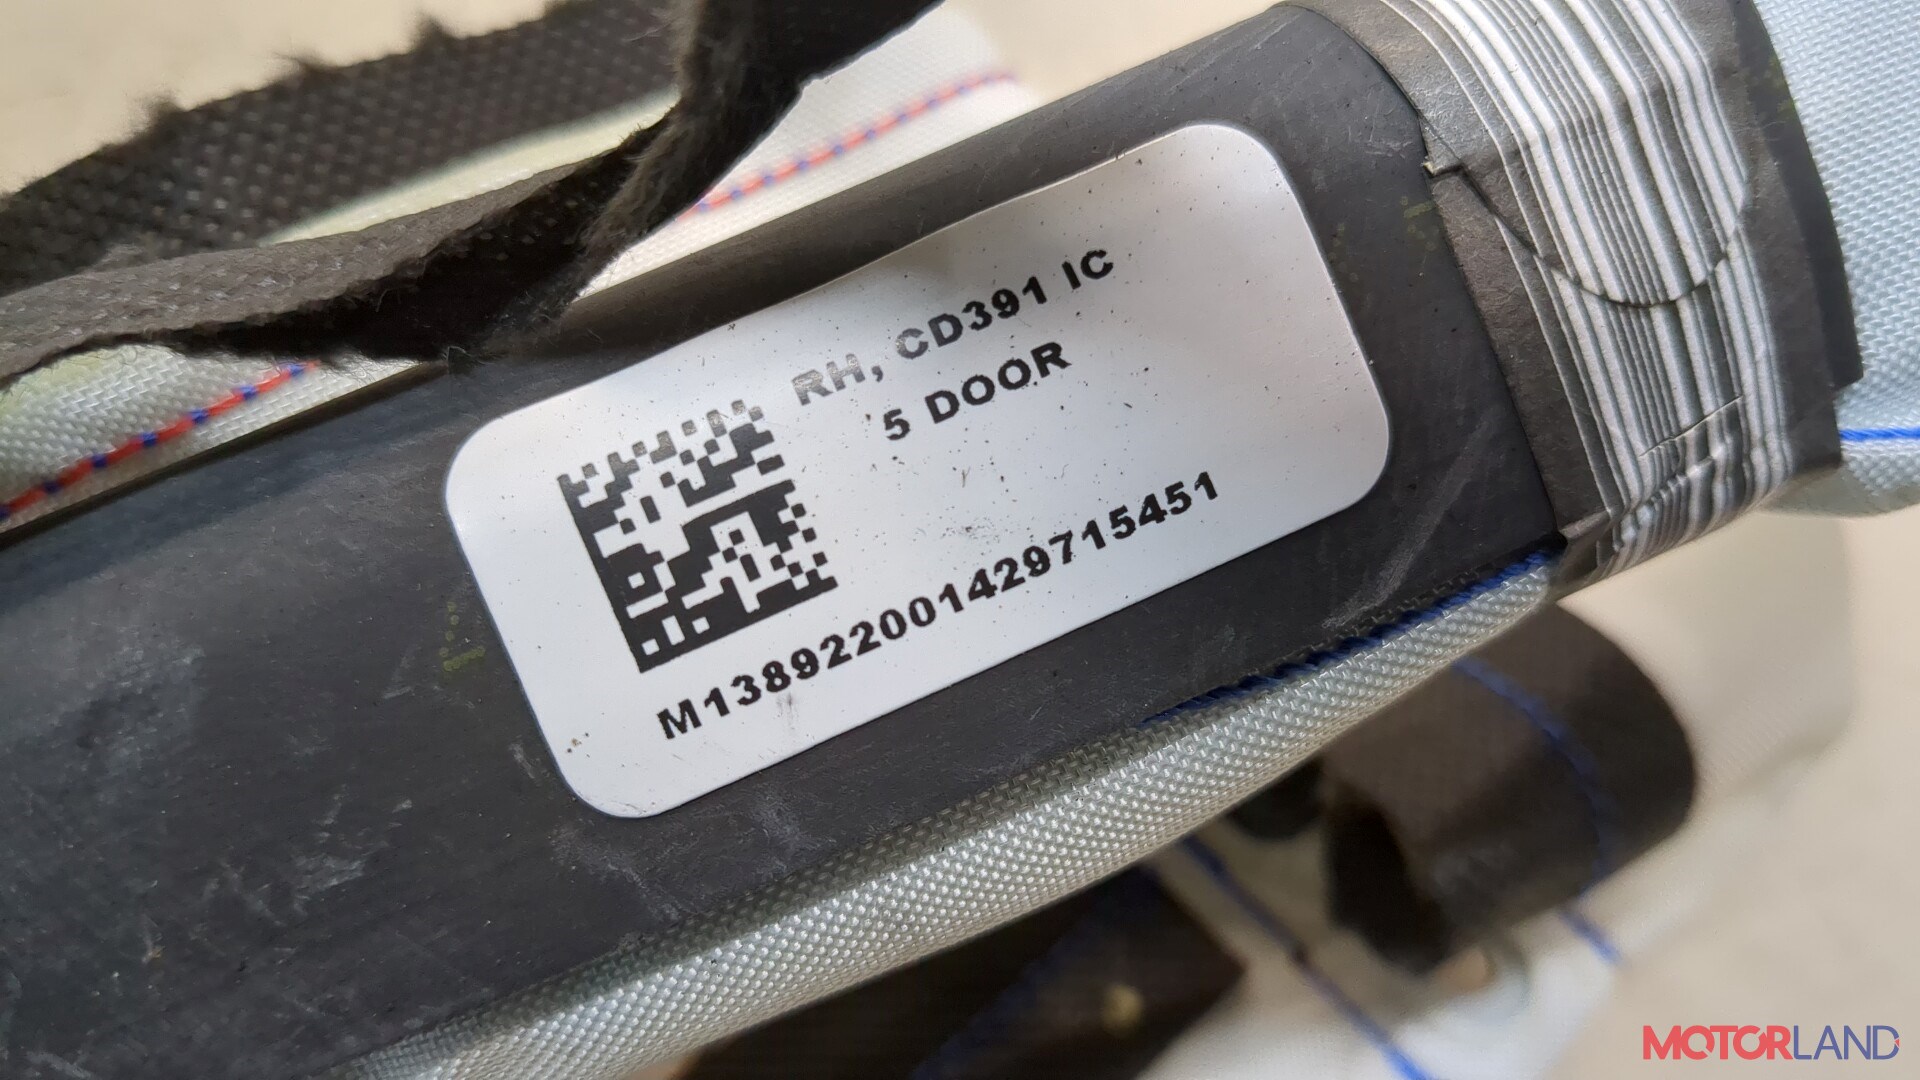 RH, CD391 IC
5 DOOR
M138922001429715451
MOTORLAND